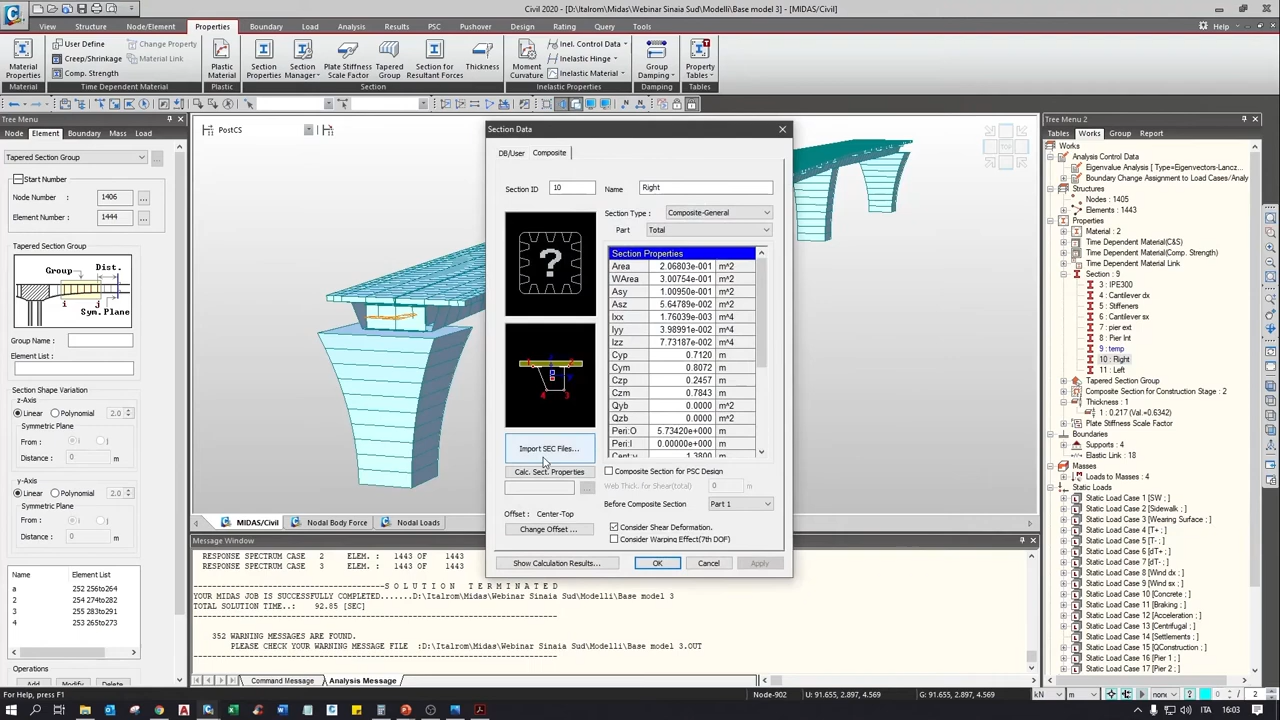 Civil 2020 - [D:\Italrom\Midas\Webinar Sinaia Sud\Modelli\Base model 3] - [MIDAS/Civil]
View Structure Node/Element Properties Boundary Load Analysis Results PSC Pushover Design Rating Query Tools Help
Material Properties
User Define
Creep/Shrinkage
Comp. Strength
Change Property
Material Link
Plastic Material
Section Properties
Section Manager
Plate Stiffness Scale Factor
Tapered Group
Section for Resultant Forces
Thickness
Moment Curvature
Inel. Control Data
Inelastic Hinge
Inelastic Material
Group Damping
Property Tables
Material Time Dependent Material Plastic Section Inelastic Properties Damping Tables
Tree Menu
Node Element Boundary Mass Load
Tapered Section Group
Start Number
Node Number : 1406
Element Number : 1444
Tapered Section Group
Group Dist.
i j Sym.Plane
Group Name :
Element List :
Section Shape Variation
z-Axis
Linear Polynomial 2.0
Symmetric Plane
From : i j
Distance : 0 m
y-Axis
Linear Polynomial 2.0
Symmetric Plane
From : i j
Distance : 0 m
Name Element List
a 252 256to264
2 254 274to282
3 255 283to291
4 253 265to273
Operations
Add Modify Delete
PostCS
Section Data
DB/User Composite
Section ID 10 Name Right
Section Type : Composite-General
Part Total
?
Section Properties
Area 2.06803e-001 m^2
WArea 3.00754e-001 m^2
Asy 1.00950e-001 m^2
Asz 5.64789e-002 m^2
Ixx 1.76039e-003 m^4
Iyy 3.98991e-002 m^4
Izz 7.73187e-002 m^4
Cyp 0.7120 m
Cym 0.8072 m
Czp 0.2457 m
Czm 0.7843 m
Qyb 0.0000 m^2
Qzb 0.0000 m^2
Peri:O 5.73420e+000 m
Peri:I 0.00000e+000 m
Cent:y 1.3800 m
4 3
Import SEC Files...
Calc. Sect. Properties
...
Offset : Center-Top
Change Offset ...
Composite Section for PSC Design
Web Thick. for Shear(total) 0 m
Before Composite Section Part 1
Consider Shear Deformation.
Consider Warping Effect(7th DOF)
Show Calculation Results... OK Cancel Apply
MIDAS/Civil Nodal Body Force Nodal Loads
Message Window
RESPONSE SPECTRUM CASE 2 ELEM. : 1443 OF 1443
RESPONSE SPECTRUM CASE 3 ELEM. : 1443 OF 1443
S O L U T I O N T E R M I N A T E D
YOUR MIDAS JOB IS SUCCESSFULLY COMPLETED.......D:\Italrom\Midas\Webinar Sinaia Sud\Modelli\Base model 3
TOTAL SOLUTION TIME..: 92.85 [SEC]
352 WARNING MESSAGES ARE FOUND.
PLEASE CHECK YOUR WARNING MESSAGE FILE :D:\Italrom\Midas\Webinar Sinaia Sud\Modelli\Base model 3.OUT
Command Message Analysis Message
Tree Menu 2
Tables Works Group Report
Works
Analysis Control Data
Eigenvalue Analysis [ Type=Eigenvectors-Lancz
Boundary Change Assignment to Load Cases/Analy
Structures
Nodes : 1405
Elements : 1443
Properties
Material : 2
Time Dependent Material(C&S)
Time Dependent Material(Comp. Strength)
Time Dependent Material Link
Section : 9
3 : IPE300
4 : Cantilever dx
5 : Stiffeners
6 : Cantilever sx
7 : pier ext
8 : Pier Int
9 : temp
10 : Right
11 : Left
Tapered Section Group
Composite Section for Construction Stage : 2
Thickness : 1
1 : 0.217 (Val.=0.6342)
Plate Stiffness Scale Factor
Boundaries
Supports : 4
Elastic Link : 18
Masses
Loads to Masses : 4
Static Loads
Static Load Case 1 [SW ; ]
Static Load Case 2 [Sidewalk ; ]
Static Load Case 3 [Wearing Surface ; ]
Static Load Case 4 [T+ ; ]
Static Load Case 5 [T- ; ]
Static Load Case 6 [dT+ ; ]
Static Load Case 7 [dT- ; ]
Static Load Case 8 [Wind dx ; ]
Static Load Case 9 [Wind sx ; ]
Static Load Case 10 [Concrete ; ]
Static Load Case 11 [Braking ; ]
Static Load Case 12 [Acceleration ; ]
Static Load Case 13 [Centrifugal ; ]
Static Load Case 14 [Settlements ; ]
Static Load Case 15 [QConstruction ; ]
Static Load Case 16 [Pier 1 ; ]
Static Load Case 17 [Pier 2 ; ]
For Help, press F1
Node-902 U: 91.655, 2.897, 4.569 G: 91.655, 2.897, 4.569 kN m none 2
ITA 16:03